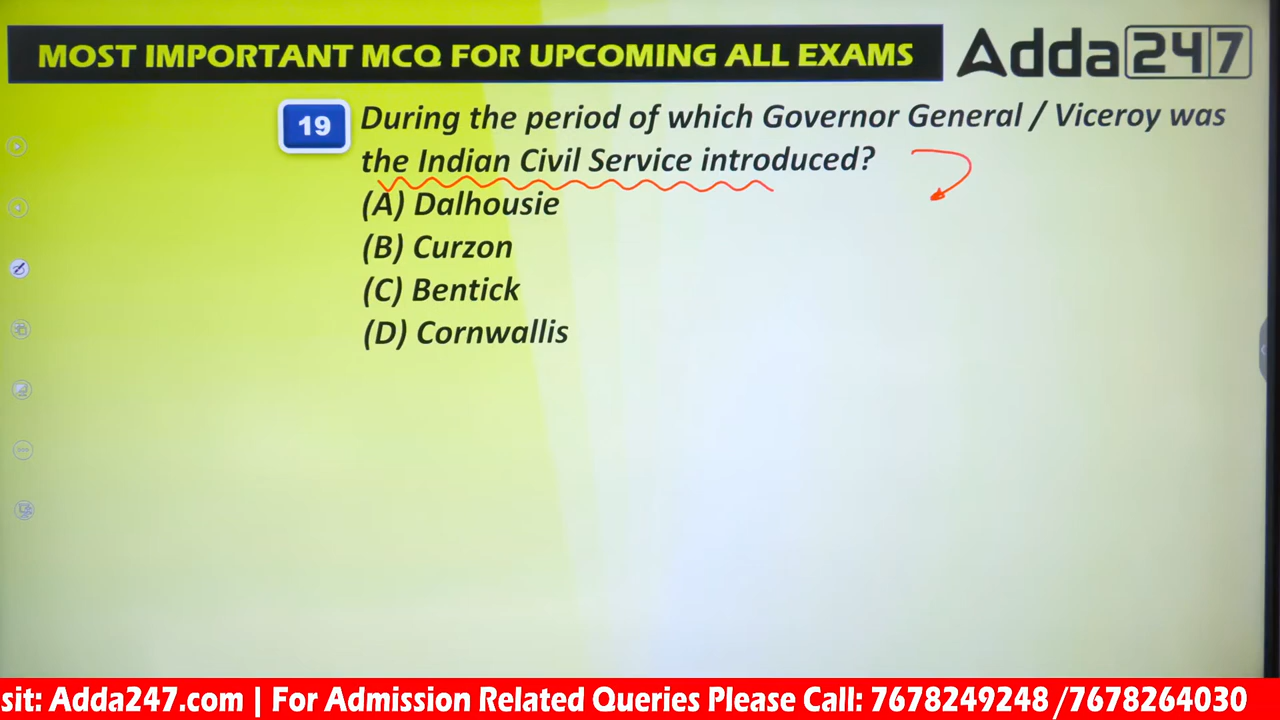 MOST IMPORTANT MCQ FOR UPCOMING ALL EXAMS
Adda247
19 During the period of which Governor General / Viceroy was
the Indian Civil Service introduced?
(A) Dalhousie
(B) Curzon
(C) Bentick
(D) Cornwallis
sit: Adda247.com | For Admission Related Queries Please Call: 7678249248 /7678264030